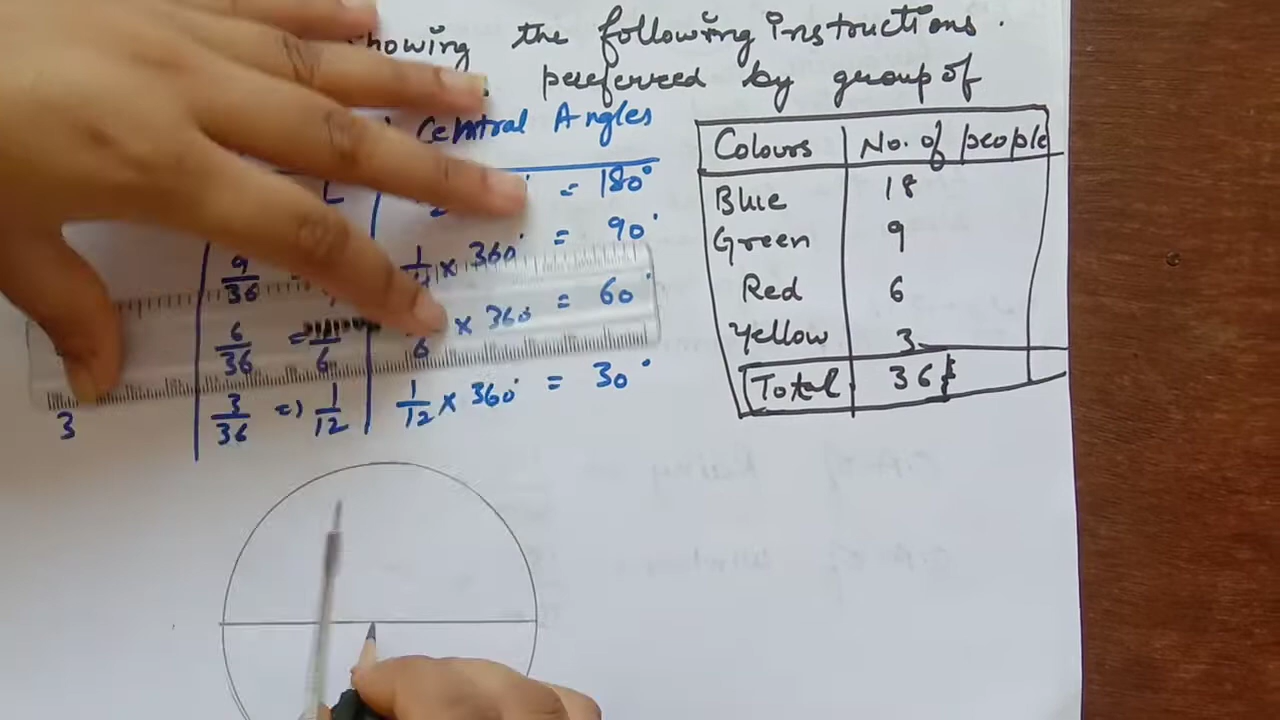 showing the following instructions.
preferred by group of
Central Angles
Colours No. of people
= 180°
Blue 18
= 90°
Green 9
9/36 1/4 × 360° =
Red 6
6/36 = 1/6 1/6 × 360 = 60°
Yellow 3
3 3/36 => 1/12 1/12 × 360° = 30°
Total 36